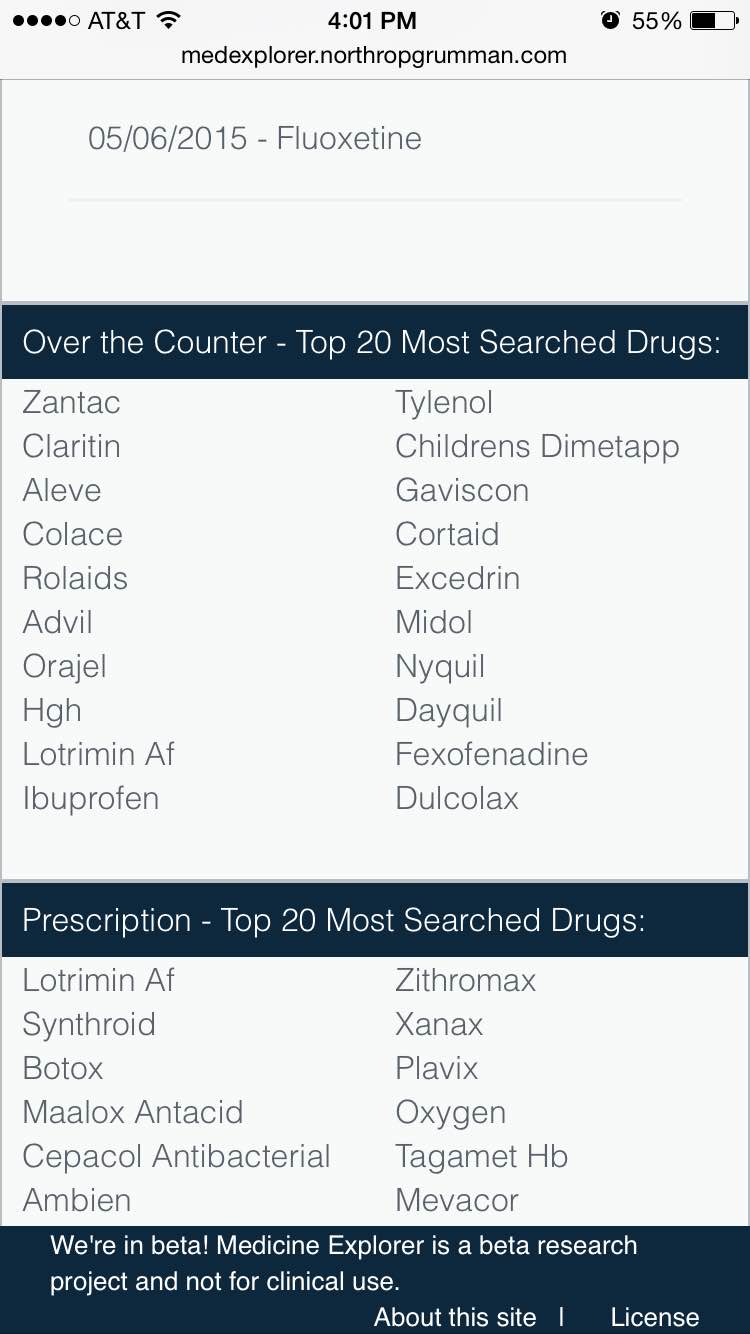 AT&T 4:01 PM 55%
medexplorer.northropgrumman.com
05/06/2015 - Fluoxetine
Over the Counter - Top 20 Most Searched Drugs:
Zantac Tylenol
Claritin Childrens Dimetapp
Aleve Gaviscon
Colace Cortaid
Rolaids Excedrin
Advil Midol
Orajel Nyquil
Hgh Dayquil
Lotrimin Af Fexofenadine
Ibuprofen Dulcolax
Prescription - Top 20 Most Searched Drugs:
Lotrimin Af Zithromax
Synthroid Xanax
Botox Plavix
Maalox Antacid Oxygen
Cepacol Antibacterial Tagamet Hb
Ambien Mevacor
We're in beta! Medicine Explorer is a beta research
project and not for clinical use.
About this site | License